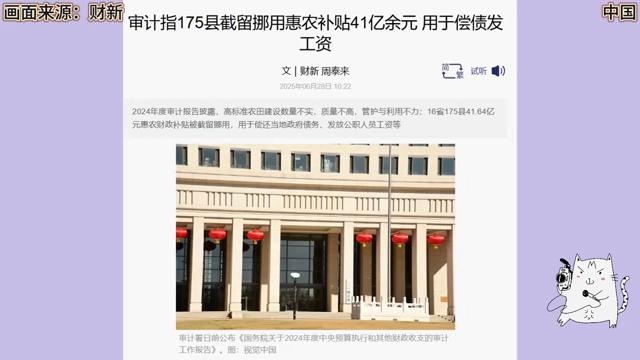 画面来源：财新
中国
审计指175县截留挪用惠农补贴41亿余元 用于偿债发
工资
文 | 财新 周泰来
2025年06月28日 10:22
简
繁
试听
2024年度审计报告披露，高标准农田建设数量不实，质量不高，管护与利用不力；16省175县41.64亿
元惠农财政补贴被截留挪用，用于偿还当地政府债务、发放公职人员工资等
审计署日前公布《国务院关于2024年度中央预算执行和其他财政收支的审计
工作报告》。图：视觉中国